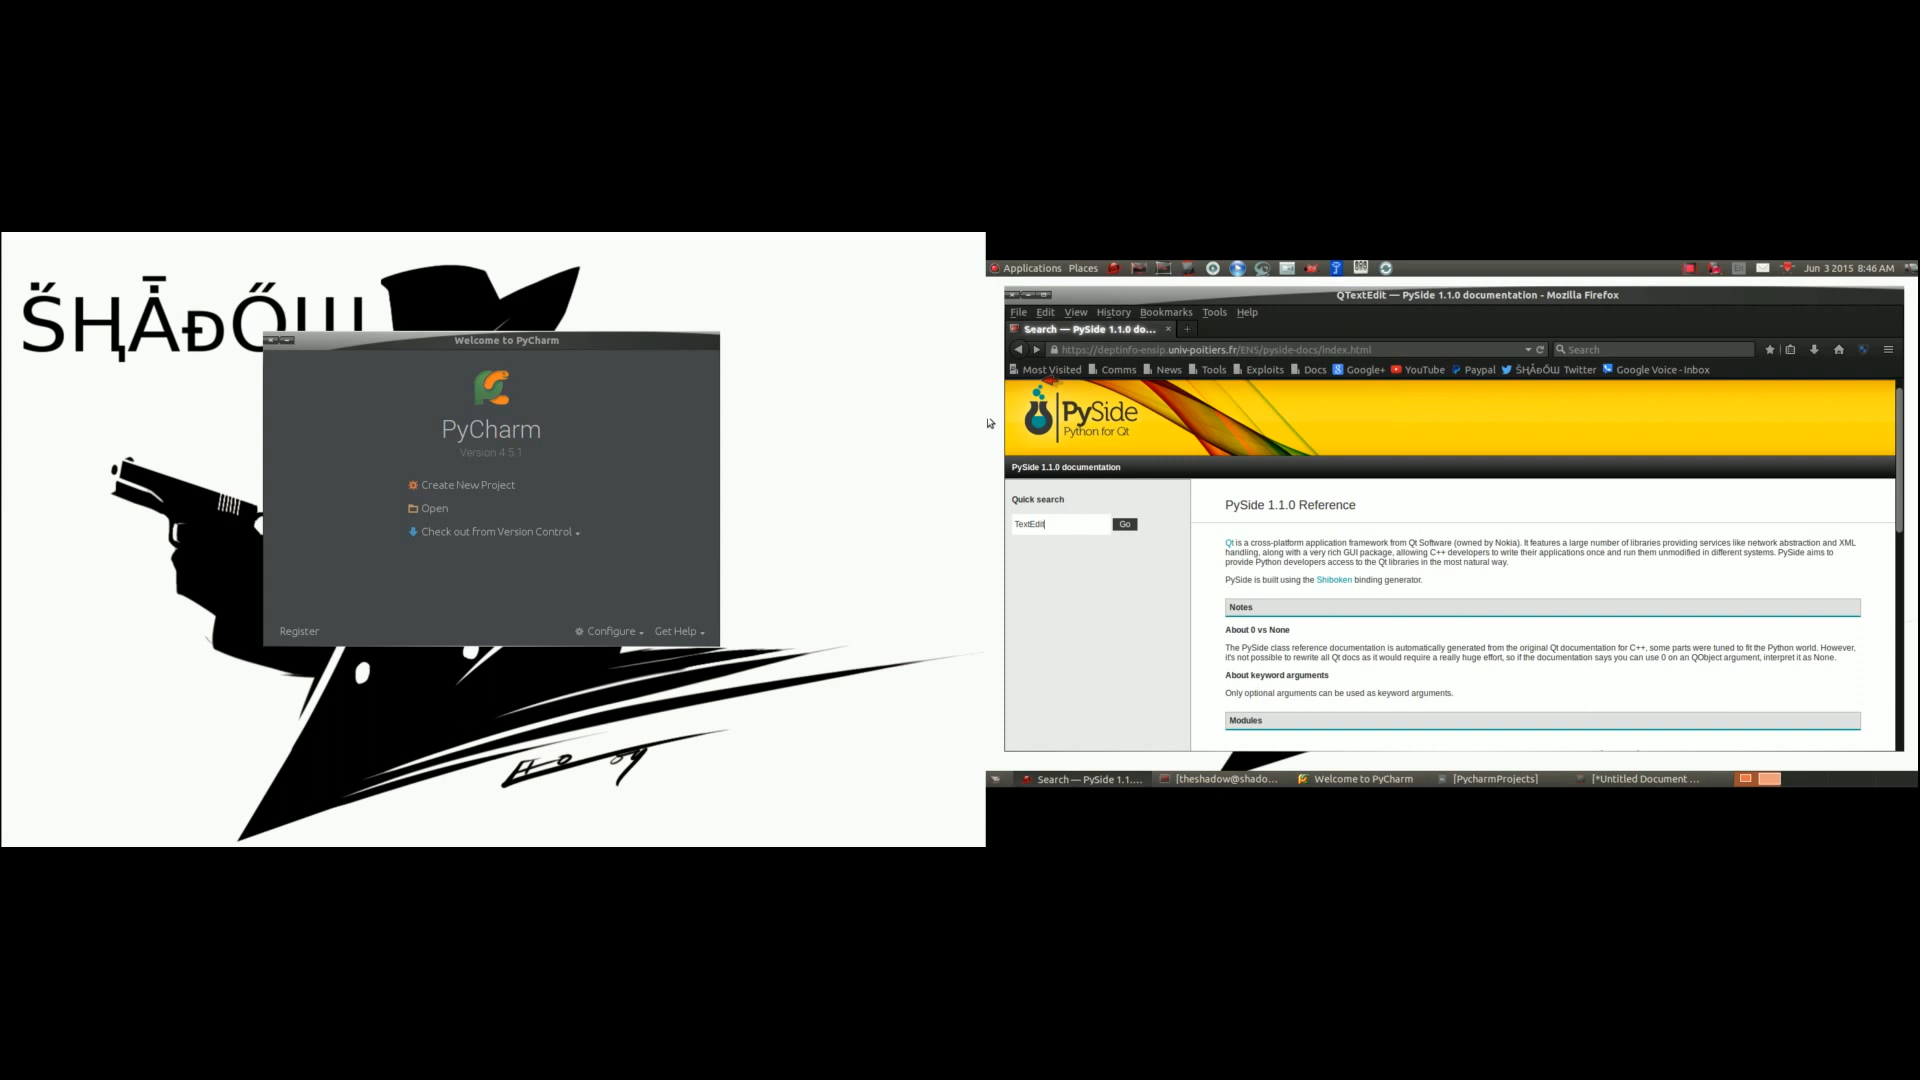 ŠҢǞÐŐШ
Welcome to PyCharm
PyCharm
Version 4.5.1
Create New Project
Open
Check out from Version Control
Register
Configure
Get Help
Applications Places
En
Jun 3 2015 8:46 AM
QTextEdit — PySide 1.1.0 documentation - Mozilla Firefox
File Edit View History Bookmarks Tools Help
Search — PySide 1.1.0 do...
https://deptinfo-ensip.univ-poitiers.fr/ENS/pyside-docs/index.html
Search
Most Visited Comms News Tools Exploits Docs Google+ YouTube Paypal ŠҢǞÐŐШ Twitter Google Voice - Inbox
PySide
Python for Qt
PySide 1.1.0 documentation
Quick search
TextEdit
Go
PySide 1.1.0 Reference
Qt is a cross-platform application framework from Qt Software (owned by Nokia). It features a large number of libraries providing services like network abstraction and XML
handling, along with a very rich GUI package, allowing C++ developers to write their applications once and run them unmodified in different systems. PySide aims to
provide Python developers access to the Qt libraries in the most natural way.
PySide is built using the Shiboken binding generator.
Notes
About 0 vs None
The PySide class reference documentation is automatically generated from the original Qt documentation for C++, some parts were tuned to fit the Python world. However,
it's not possible to rewrite all Qt docs as it would require a really huge effort, so if the documentation says you can use 0 on an QObject argument, interpret it as None.
About keyword arguments
Only optional arguments can be used as keyword arguments.
Modules
Search — PySide 1.1....
[theshadow@shado...
Welcome to PyCharm
[PycharmProjects]
[*Untitled Document ...